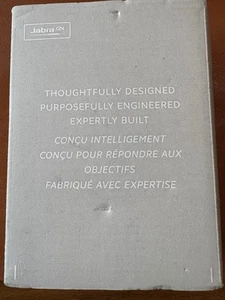 Jabra GN
THOUGHTFULLY DESIGNED
PURPOSEFULLY ENGINEERED
EXPERTLY BUILT
CONÇU INTELLIGEMENT
CONÇU POUR RÉPONDRE AUX
OBJECTIFS
FABRIQUÉ AVEC EXPERTISE